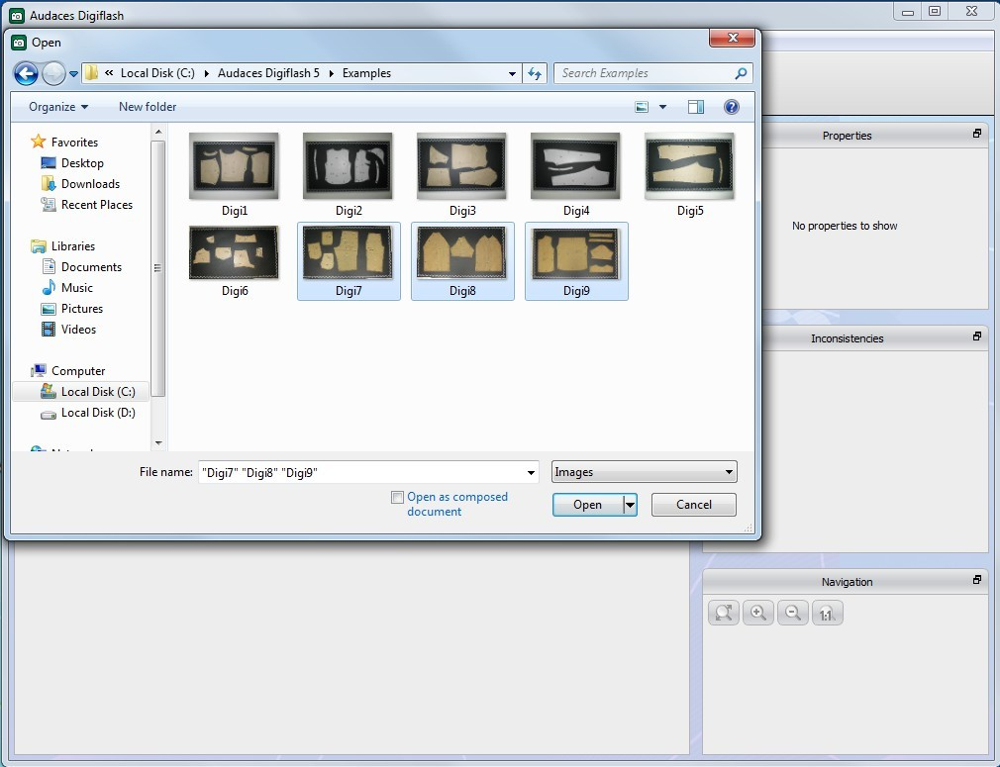 Audaces Digiflash
Open
« Local Disk (C:) Audaces Digiflash 5 Examples
Search Examples
Organize New folder
Favorites
Desktop
Downloads
Recent Places
Libraries
Documents
Music
Pictures
Videos
Computer
Local Disk (C:)
Local Disk (D:)
Digi1 Digi2 Digi3 Digi4 Digi5
Digi6 Digi7 Digi8 Digi9
File name: "Digi7" "Digi8" "Digi9"
Images
Open as composed
document
Open Cancel
Properties
No properties to show
Inconsistencies
Navigation
1:1